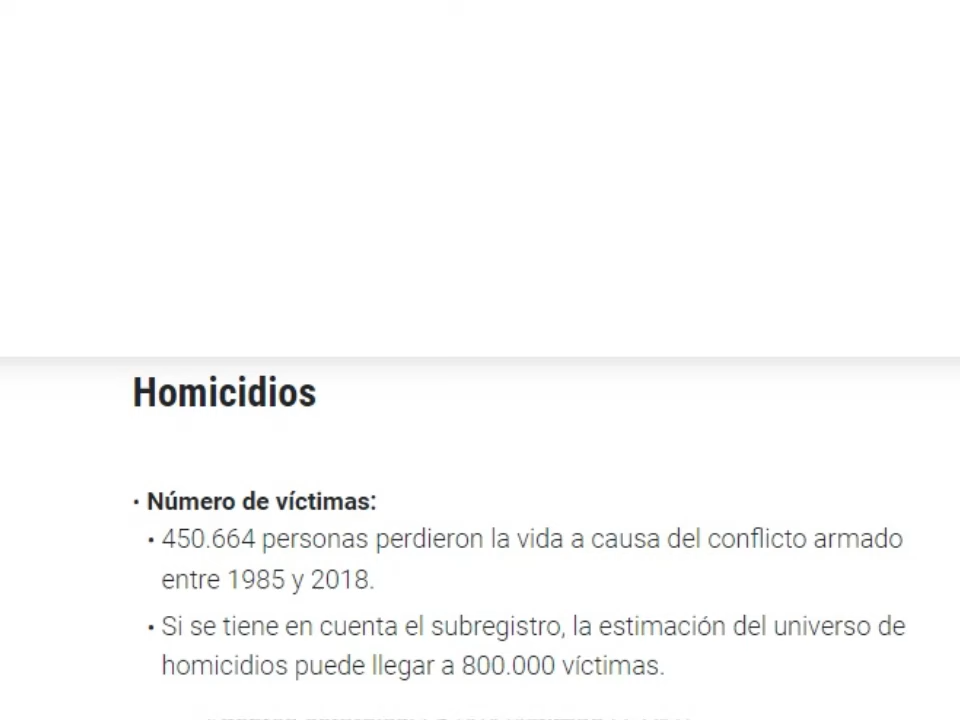 Homicidios
• Número de víctimas:
• 450.664 personas perdieron la vida a causa del conflicto armado
entre 1985 y 2018.
• Si se tiene en cuenta el subregistro, la estimación del universo de
homicidios puede llegar a 800.000 víctimas.